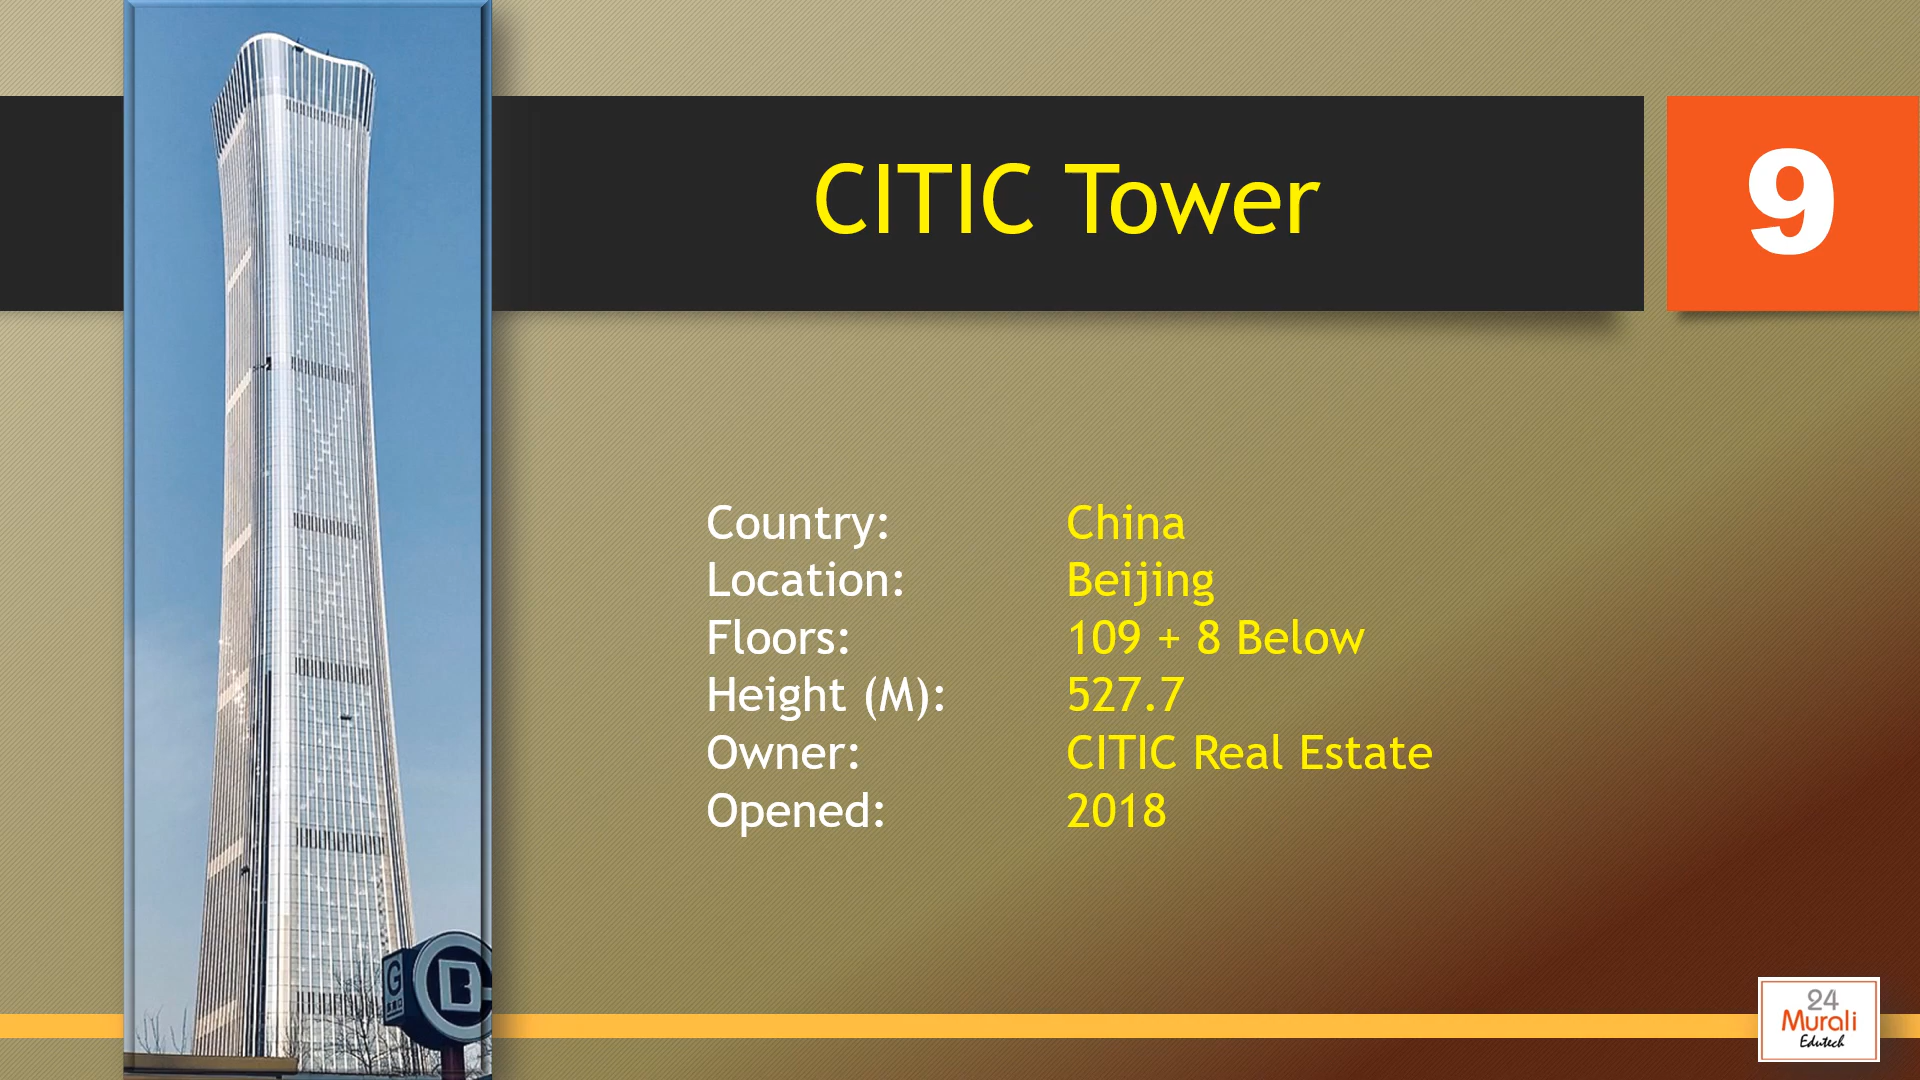 CITIC Tower
9
Country: China
Location: Beijing
Floors: 109 + 8 Below
Height (M): 527.7
Owner: CITIC Real Estate
Opened: 2018
G
B
24
Murali
Edutech